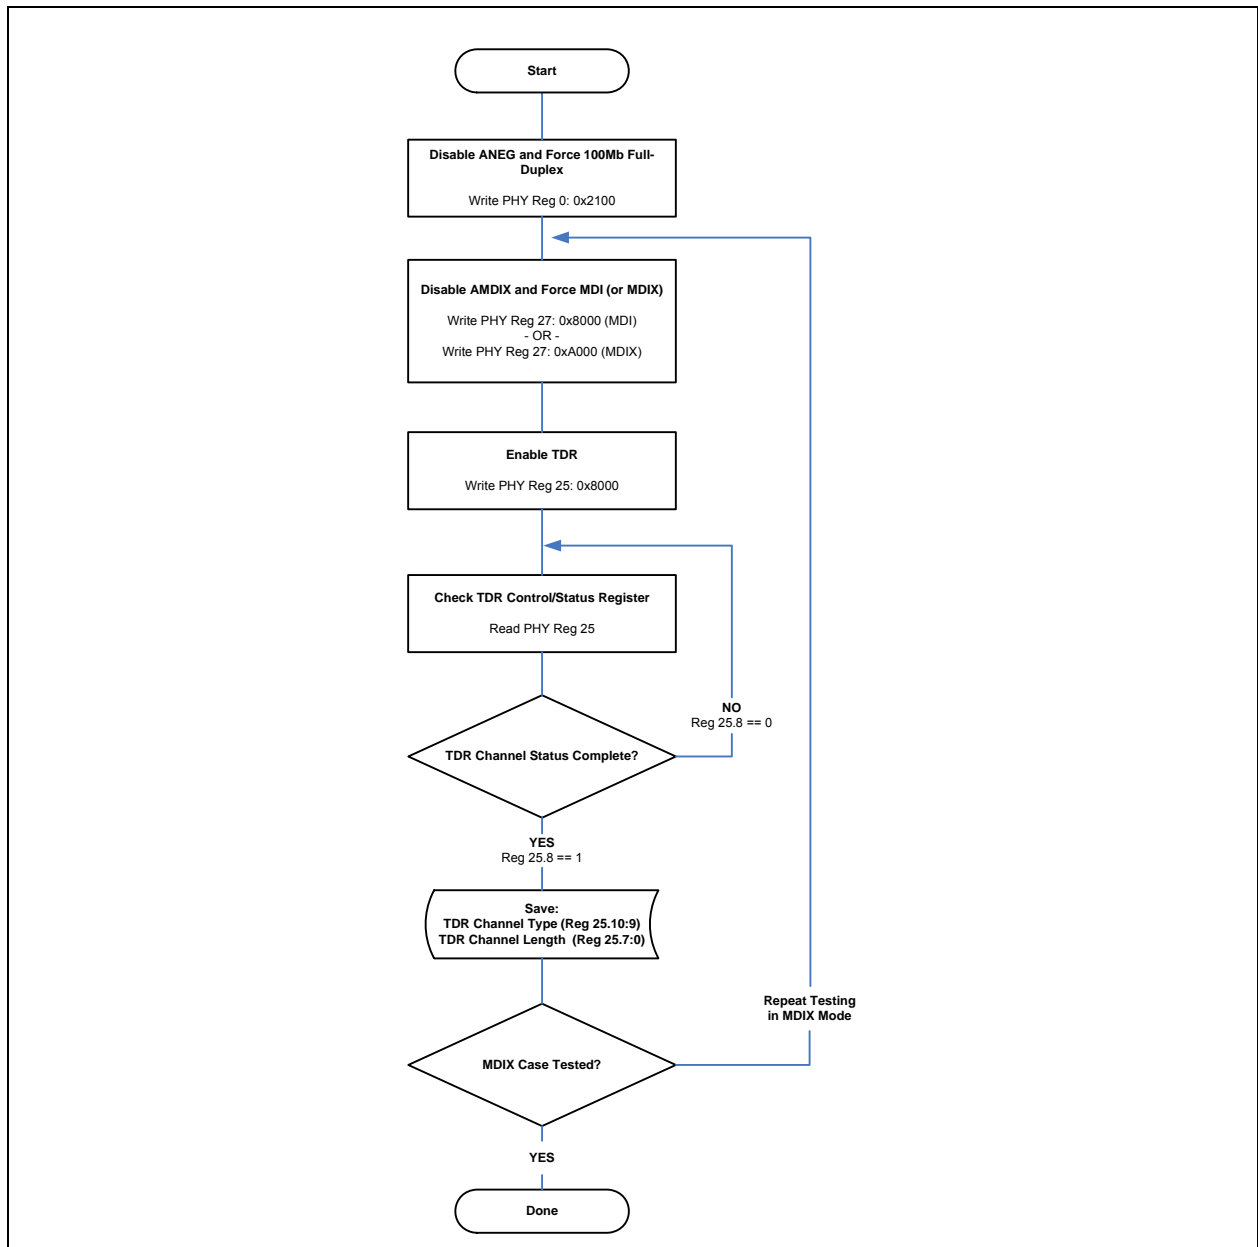 Start
Disable ANEG and Force 100Mb Full-
Duplex
Write PHY Reg 0: 0x2100
Disable AMDIX and Force MDI (or MDIX)
Write PHY Reg 27: 0x8000 (MDI)
- OR -
Write PHY Reg 27: 0xA000 (MDIX)
Enable TDR
Write PHY Reg 25: 0x8000
Check TDR Control/Status Register
Read PHY Reg 25
NO
Reg 25.8 == 0
TDR Channel Status Complete?
YES
Reg 25.8 == 1
Save:
TDR Channel Type (Reg 25.10:9)
TDR Channel Length (Reg 25.7:0)
Repeat Testing
in MDIX Mode
MDIX Case Tested?
YES
Done